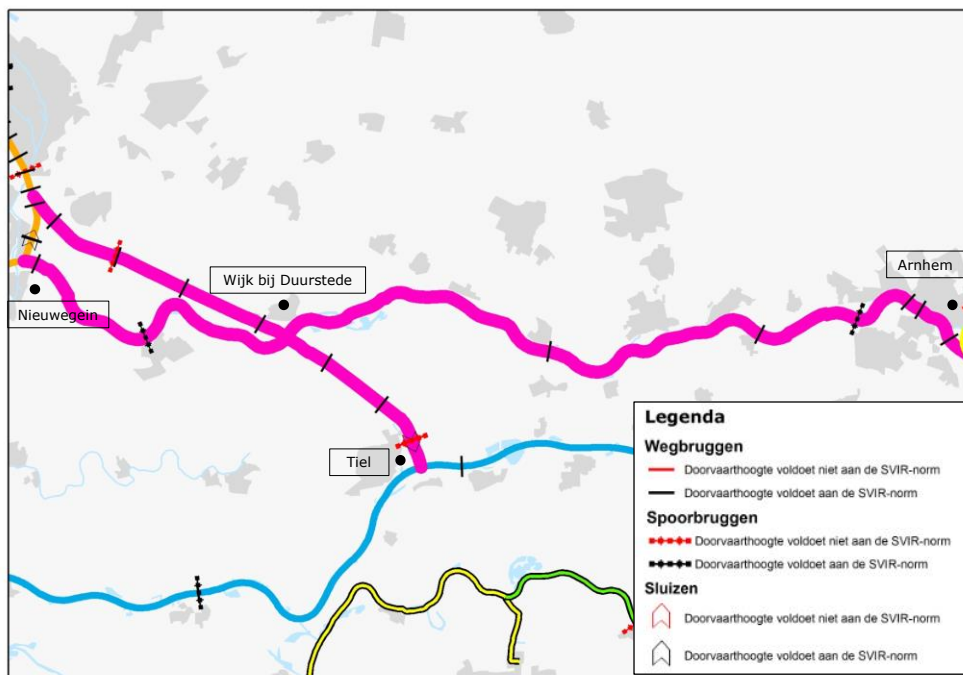 Wijk bij Duurstede
Arnhem
Nieuwegein
Tiel
Legenda
Wegbruggen
Doorvaarthoogte voldoet niet aan de SVIR-norm
Doorvaarthoogte voldoet aan de SVIR-norm
Spoorbruggen
Doorvaarthoogte voldoet niet aan de SVIR-norm
Doorvaarthoogte voldoet aan de SVIR-norm
Sluizen
Doorvaarthoogte voldoet niet aan de SVIR-norm
Doorvaarthoogte voldoet aan de SVIR-norm